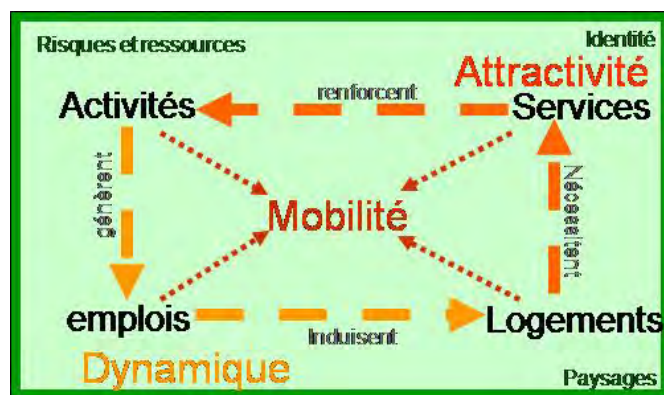 Risques et ressources
Identité
Attractivité
Activités
renforcent
Services
génèrent
Mobilité
Nécessitent
emplois
Induisent
Logements
Dynamique
Paysages